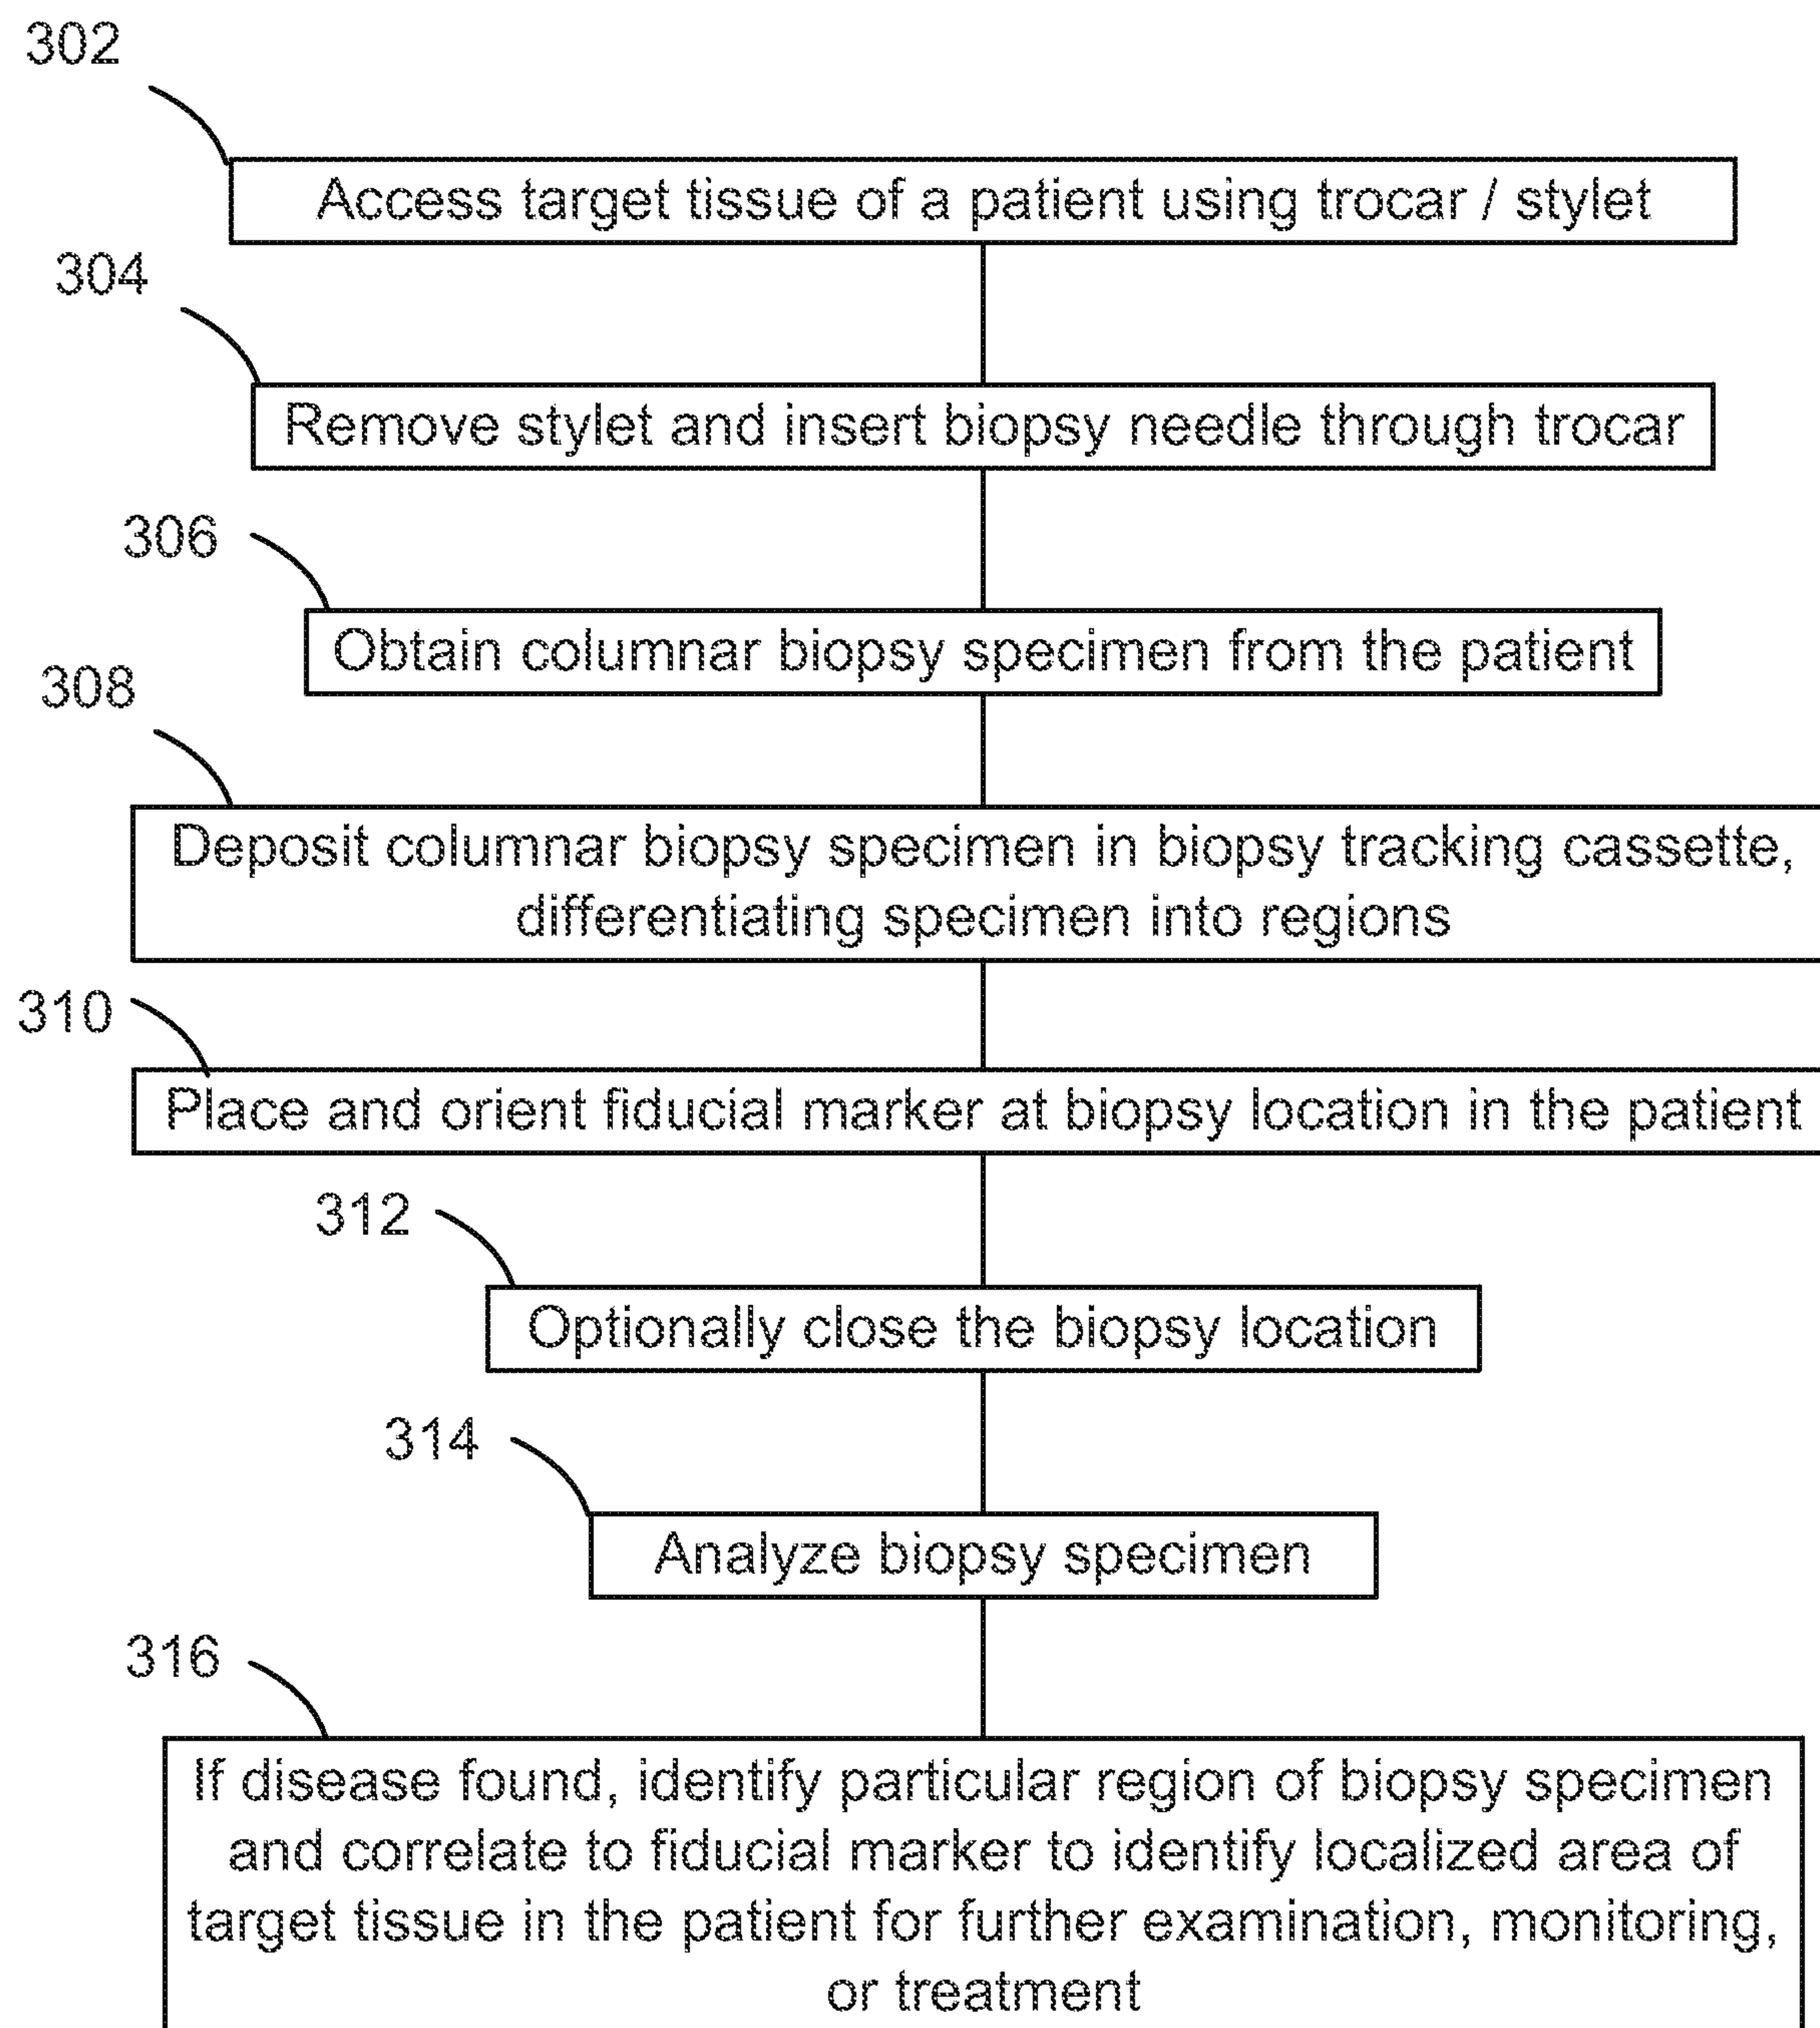 302
Access target tissue of a patient using trocar / stylet
304
Remove stylet and insert biopsy needle through trocar
306
Obtain columnar biopsy specimen from the patient
308
Deposit columnar biopsy specimen in biopsy tracking cassette,
differentiating specimen into regions
310
Place and orient fiducial marker at biopsy location in the patient
312
Optionally close the biopsy location
314
Analyze biopsy specimen
316
If disease found, identify particular region of biopsy specimen
and correlate to fiducial marker to identify localized area of
target tissue in the patient for further examination, monitoring,
or treatment